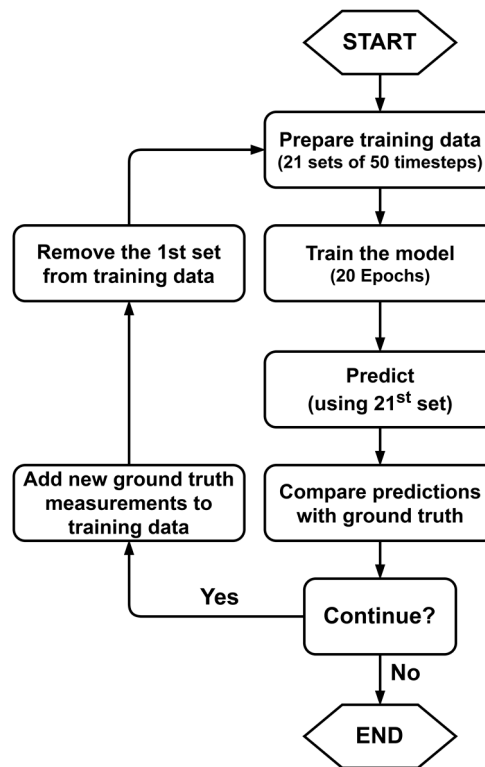 START
Prepare training data
(21 sets of 50 timesteps)
Remove the 1st set
from training data
Train the model
(20 Epochs)
Predict
(using 21st set)
Add new ground truth
measurements to
training data
Compare predictions
with ground truth
Yes
Continue?
No
END